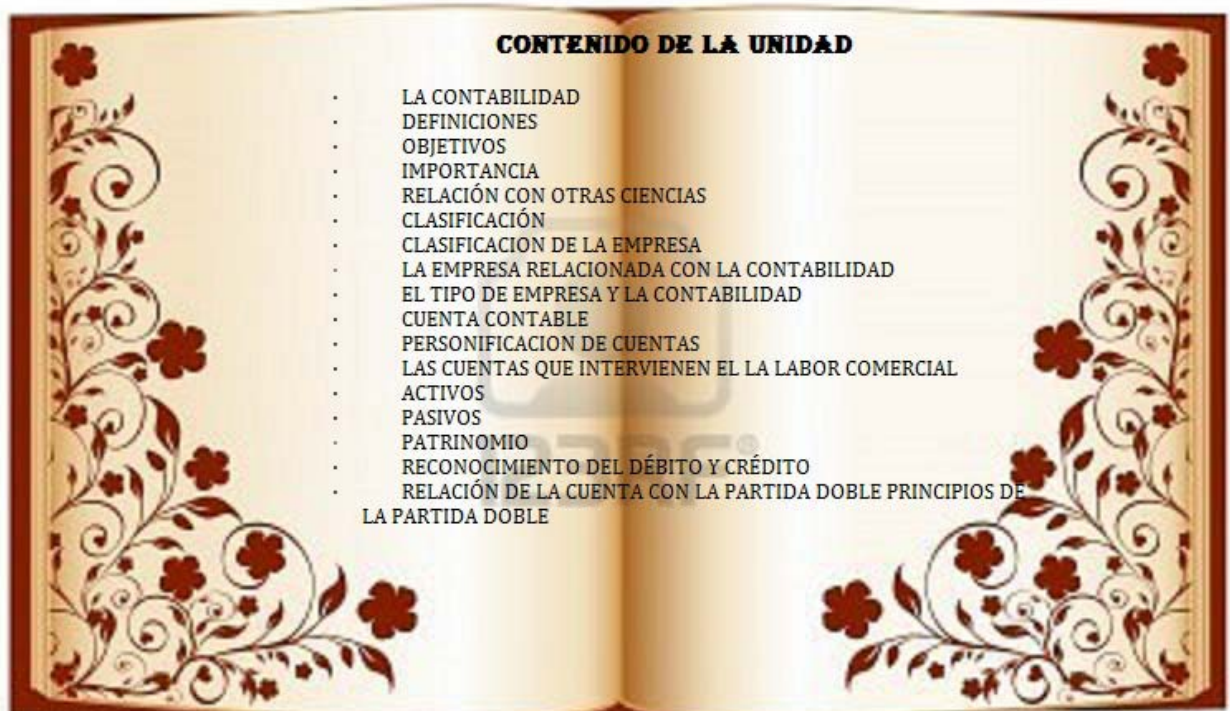 CONTENIDO DE LA UNIDAD
· LA CONTABILIDAD
· DEFINICIONES
· OBJETIVOS
· IMPORTANCIA
· RELACIÓN CON OTRAS CIENCIAS
· CLASIFICACIÓN
· CLASIFICACION DE LA EMPRESA
· LA EMPRESA RELACIONADA CON LA CONTABILIDAD
· EL TIPO DE EMPRESA Y LA CONTABILIDAD
· CUENTA CONTABLE
· PERSONIFICACION DE CUENTAS
· LAS CUENTAS QUE INTERVIENEN EL LA LABOR COMERCIAL
· ACTIVOS
· PASIVOS
· PATRINOMIO
· RECONOCIMIENTO DEL DÉBITO Y CRÉDITO
· RELACIÓN DE LA CUENTA CON LA PARTIDA DOBLE PRINCIPIOS DE
LA PARTIDA DOBLE